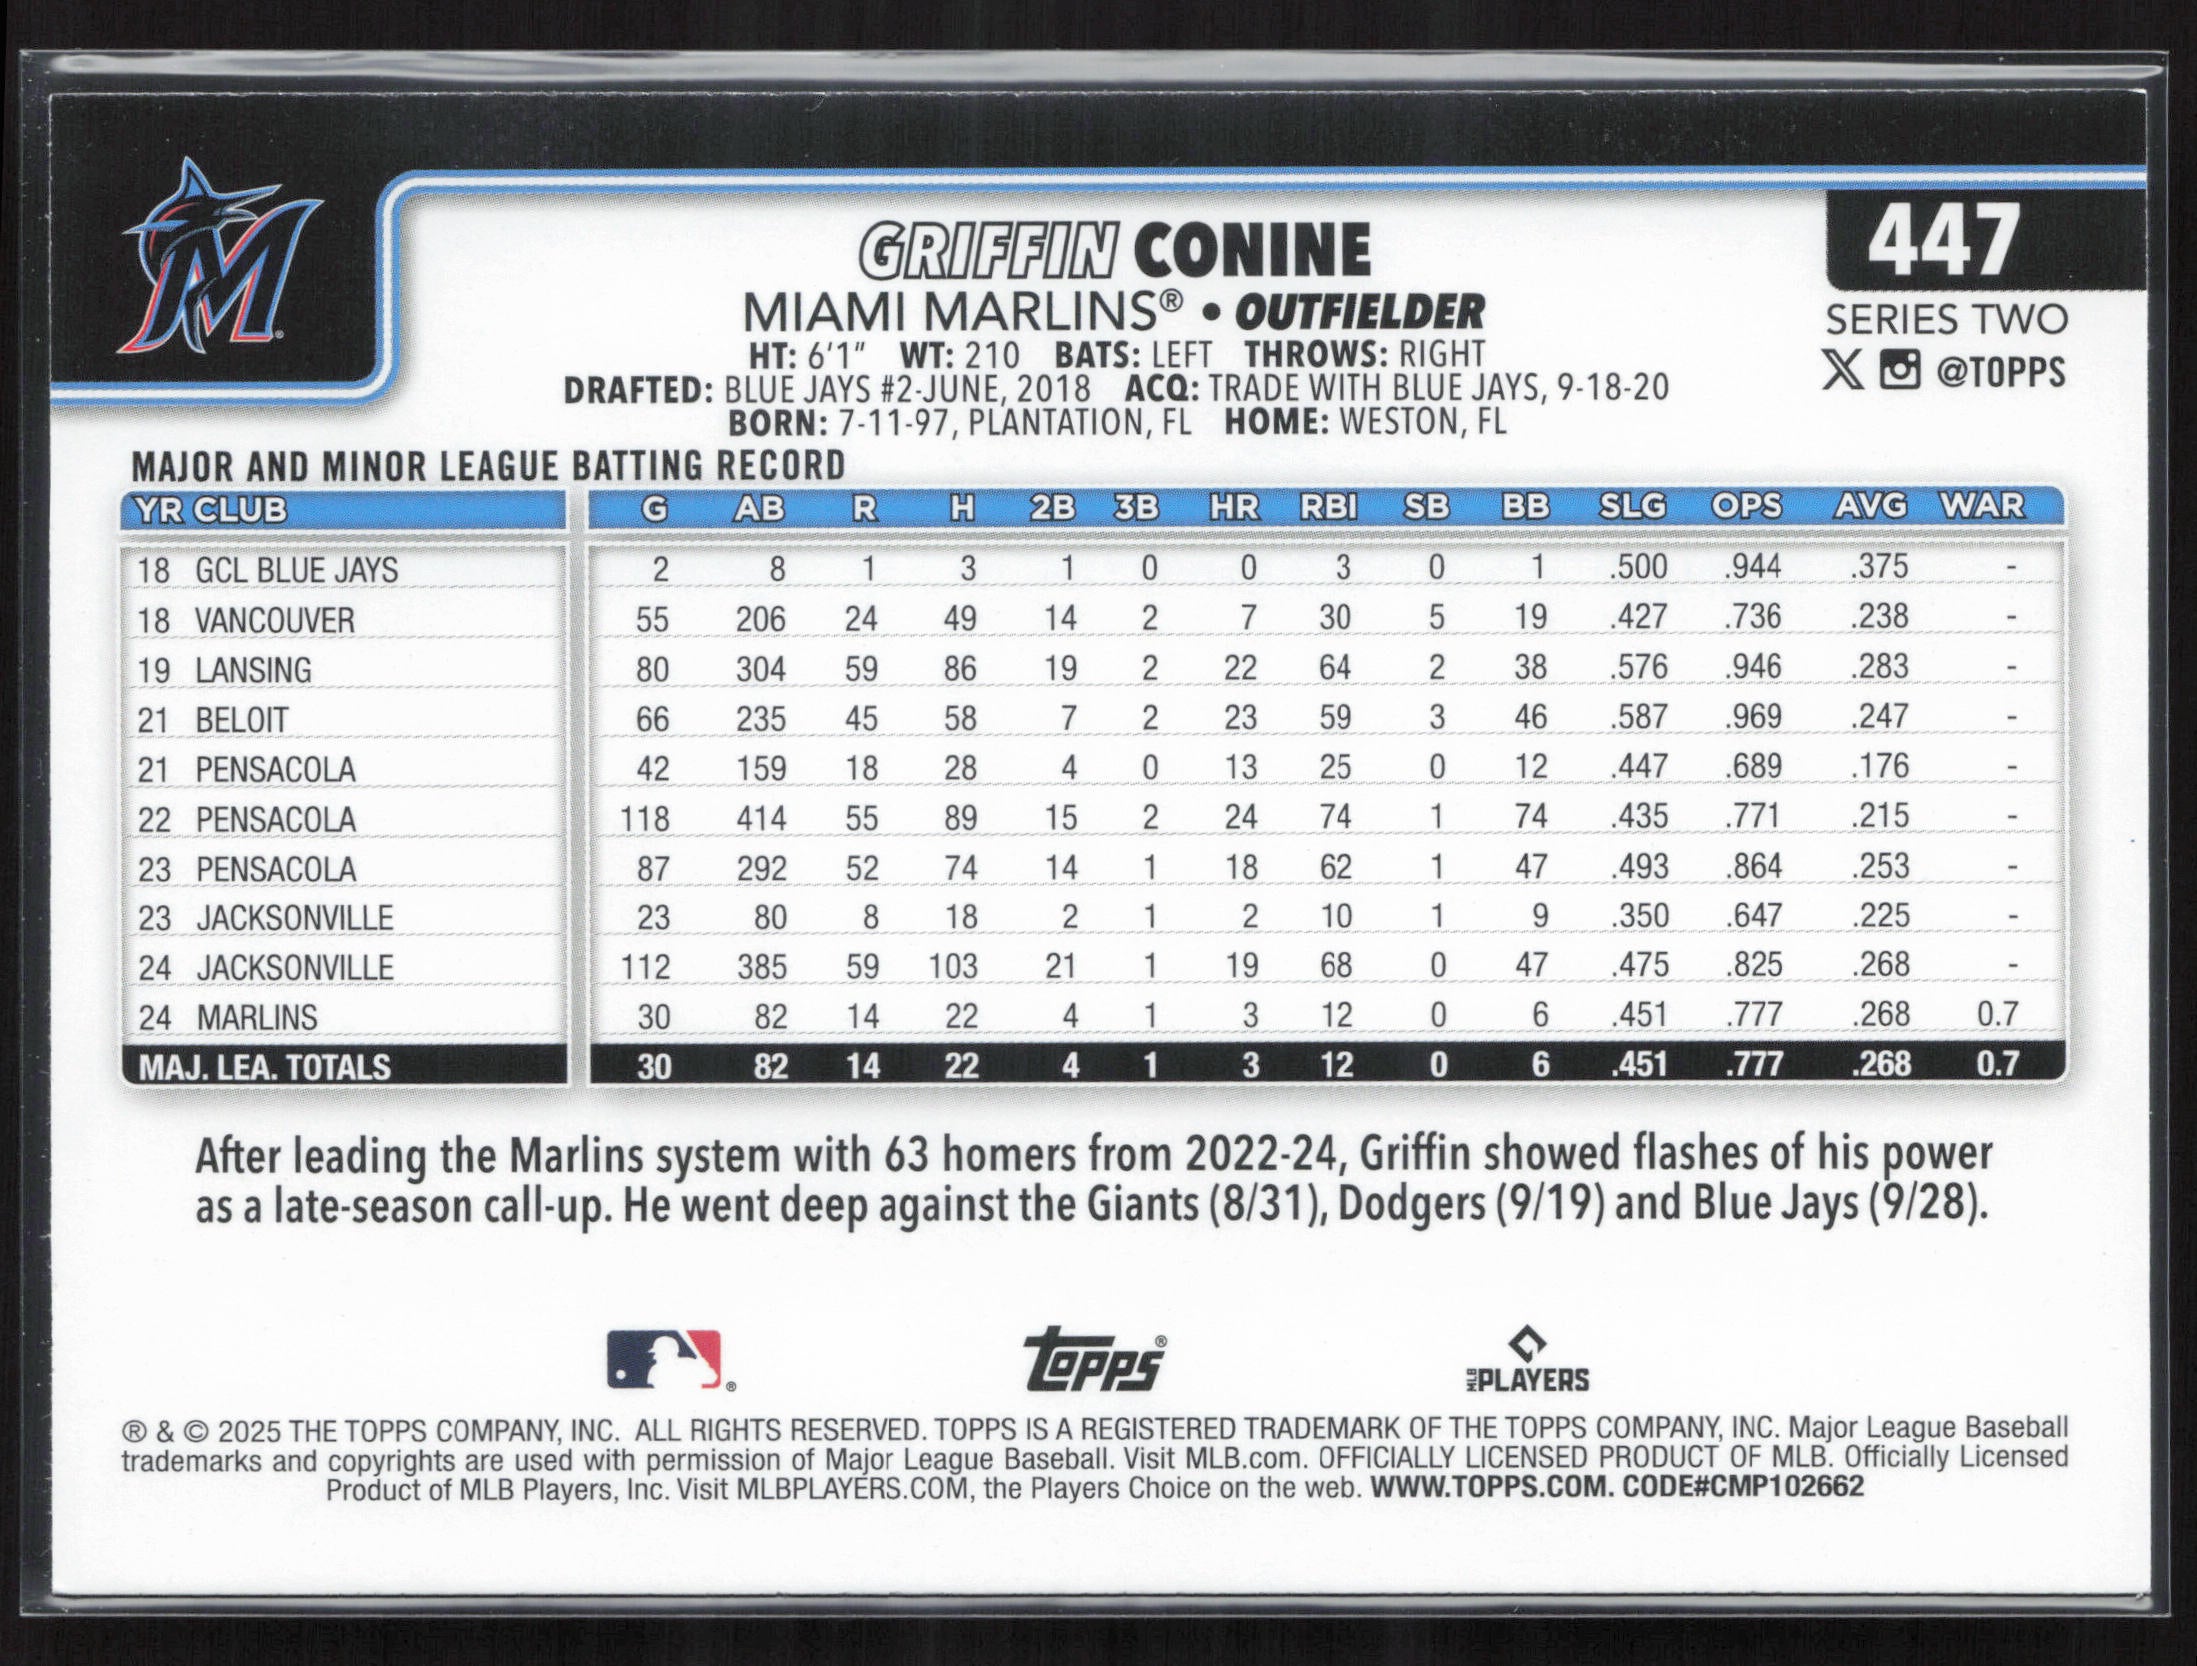 GRIFFIN CONINE
447
MIAMI MARLINS® • OUTFIELDER
SERIES TWO
HT: 6'1" WT: 210 BATS: LEFT THROWS: RIGHT
@TOPPS
DRAFTED: BLUE JAYS #2-JUNE, 2018 ACQ: TRADE WITH BLUE JAYS, 9-18-20
BORN: 7-11-97, PLANTATION, FL HOME: WESTON, FL
MAJOR AND MINOR LEAGUE BATTING RECORD
YR CLUB G AB R H 2B 3B HR RBI SB BB SLG OPS AVG WAR
18 GCL BLUE JAYS 2 8 1 3 1 0 0 3 0 1 .500 .944 .375 -
18 VANCOUVER 55 206 24 49 14 2 7 30 5 19 .427 .736 .238 -
19 LANSING 80 304 59 86 19 2 22 64 2 38 .576 .946 .283 -
21 BELOIT 66 235 45 58 7 2 23 59 3 46 .587 .969 .247 -
21 PENSACOLA 42 159 18 28 4 0 13 25 0 12 .447 .689 .176 -
22 PENSACOLA 118 414 55 89 15 2 24 74 1 74 .435 .771 .215 -
23 PENSACOLA 87 292 52 74 14 1 18 62 1 47 .493 .864 .253 -
23 JACKSONVILLE 23 80 8 18 2 1 2 10 1 9 .350 .647 .225 -
24 JACKSONVILLE 112 385 59 103 21 1 19 68 0 47 .475 .825 .268 -
24 MARLINS 30 82 14 22 4 1 3 12 0 6 .451 .777 .268 0.7
MAJ. LEA. TOTALS 30 82 14 22 4 1 3 12 0 6 .451 .777 .268 0.7
After leading the Marlins system with 63 homers from 2022-24, Griffin showed flashes of his power
as a late-season call-up. He went deep against the Giants (8/31), Dodgers (9/19) and Blue Jays (9/28).
® TOPPS® MLB PLAYERS
® & © 2025 THE TOPPS COMPANY, INC. ALL RIGHTS RESERVED. TOPPS IS A REGISTERED TRADEMARK OF THE TOPPS COMPANY, INC. Major League Baseball
trademarks and copyrights are used with permission of Major League Baseball. Visit MLB.com. OFFICIALLY LICENSED PRODUCT OF MLB. Officially Licensed
Product of MLB Players, Inc. Visit MLBPLAYERS.COM, the Players Choice on the web. WWW.TOPPS.COM. CODE#CMP102662